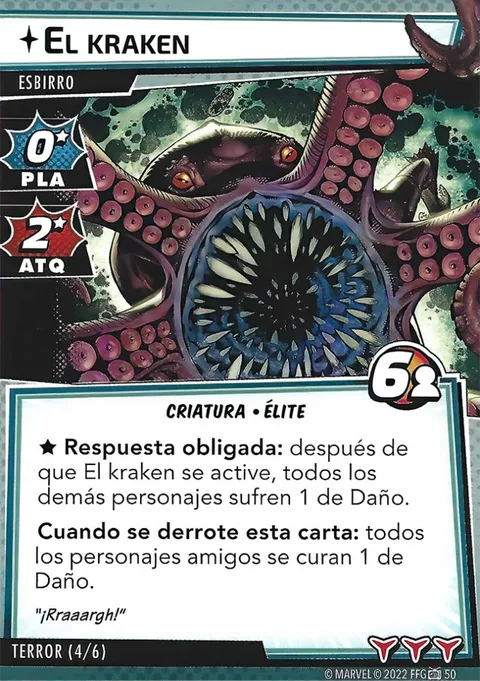 El kraken
ESBIRRO
0★
PLA
2★
ATQ
6
CRIATURA • ÉLITE
★ Respuesta obligada: después de
que El kraken se active, todos los
demás personajes sufren 1 de Daño.
Cuando se derrote esta carta: todos
los personajes amigos se curan 1 de
Daño.
"¡Rraaargh!"
TERROR (4/6)
© MARVEL © 2022 FFG 50